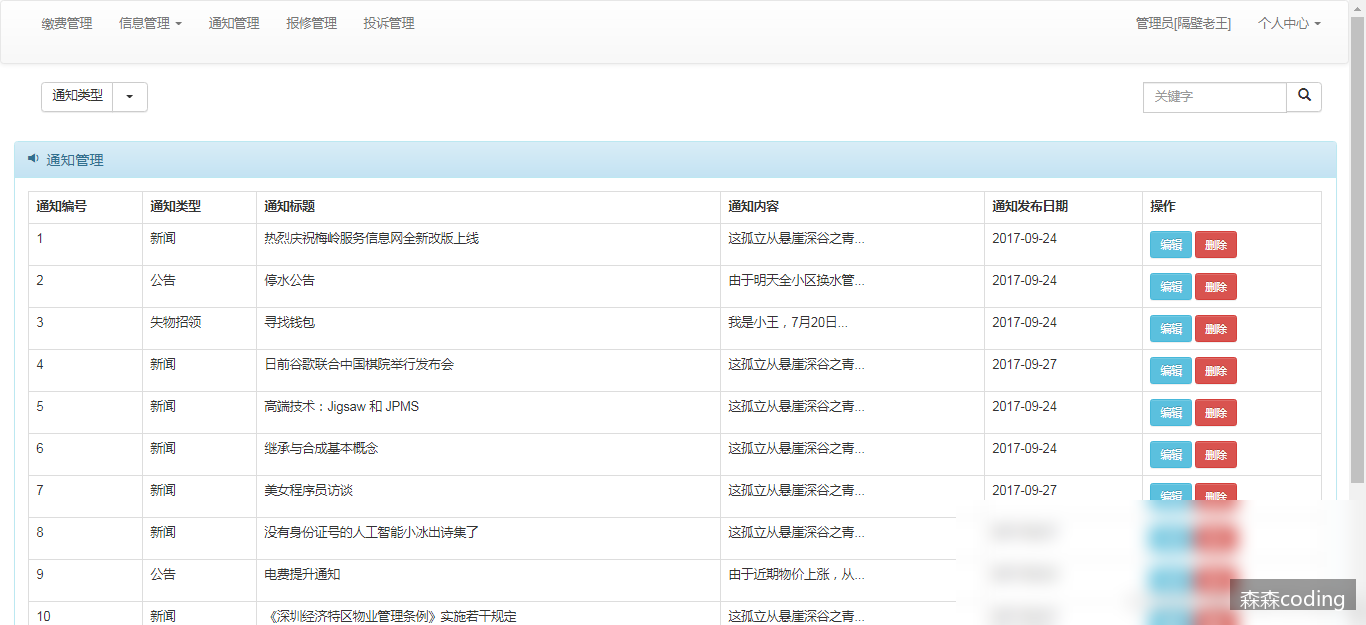 缴费管理 信息管理 通知管理 报修管理 投诉管理 管理员[隔壁老王] 个人中心
通知类型 关键字
通知管理
通知编号 通知类型 通知标题 通知内容 通知发布日期 操作
1 新闻 热烈庆祝梅岭服务信息网全新改版上线 这孤立从悬崖深谷之青... 2017-09-24 编辑 删除
2 公告 停水公告 由于明天全小区换水管... 2017-09-24 编辑 删除
3 失物招领 寻找钱包 我是小王，7月20日... 2017-09-24 编辑 删除
4 新闻 日前谷歌联合中国棋院举行发布会 这孤立从悬崖深谷之青... 2017-09-27 编辑 删除
5 新闻 高端技术：Jigsaw 和 JPMS 这孤立从悬崖深谷之青... 2017-09-24 编辑 删除
6 新闻 继承与合成基本概念 这孤立从悬崖深谷之青... 2017-09-24 编辑 删除
7 新闻 美女程序员访谈 这孤立从悬崖深谷之青... 2017-09-27 编辑 删除
8 新闻 没有身份证号的人工智能小冰出诗集了 这孤立从悬崖深谷之青...
9 公告 电费提升通知 由于近期物价上涨，从...
10 新闻 《深圳经济特区物业管理条例》实施若干规定 这孤立从悬崖深谷之青...
森森coding